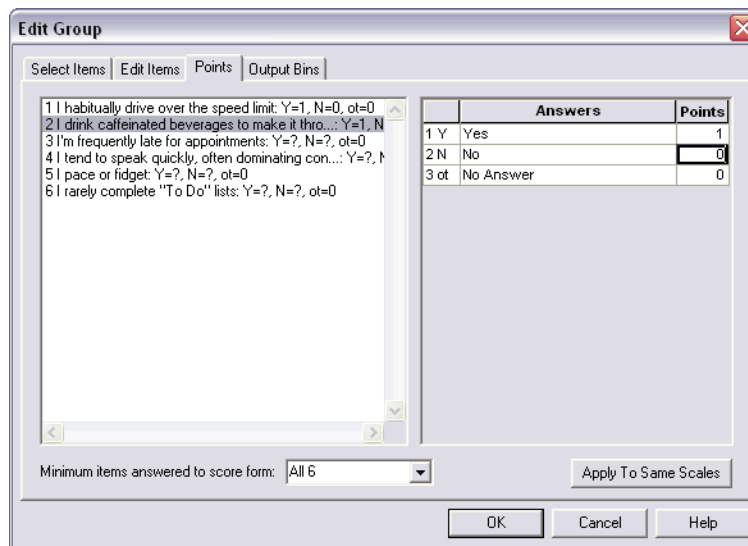 Edit Group
Select Items
Edit Items
Points
Output Bins
1 I habitually drive over the speed limit: Y=1, N=0, ot=0
2 I drink caffeinated beverages to make it thro...: Y=1, N
3 I'm frequently late for appointments: Y=?, N=?, ot=0
4 I tend to speak quickly, often dominating con...: Y=?, N
5 I pace or fidget: Y=?, N=?, ot=0
6 I rarely complete "To Do" lists: Y=?, N=?, ot=0
Answers Points
1 Y Yes 1
2 N No 0
3 ot No Answer 0
Minimum items answered to score form: All 6
Apply To Same Scales
OK
Cancel
Help